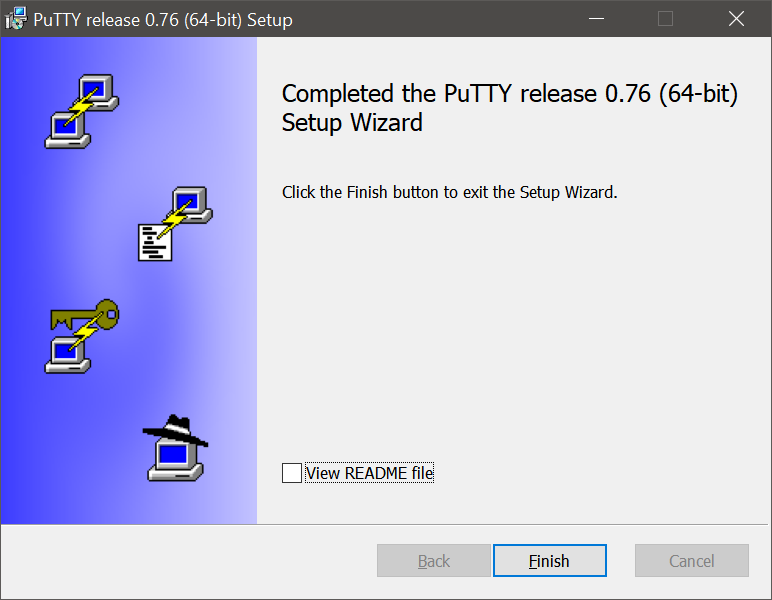 PuTTY release 0.76 (64-bit) Setup
Completed the PuTTY release 0.76 (64-bit)
Setup Wizard
Click the Finish button to exit the Setup Wizard.
View README file
Back
Finish
Cancel